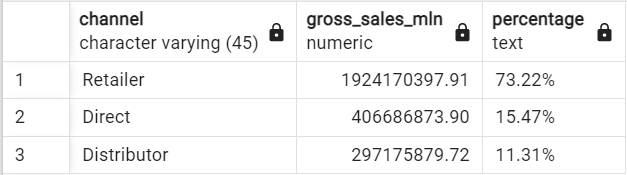 channel gross_sales_mln percentage
character varying (45) numeric text
1 Retailer 1924170397.91 73.22%
2 Direct 406686873.90 15.47%
3 Distributor 297175879.72 11.31%